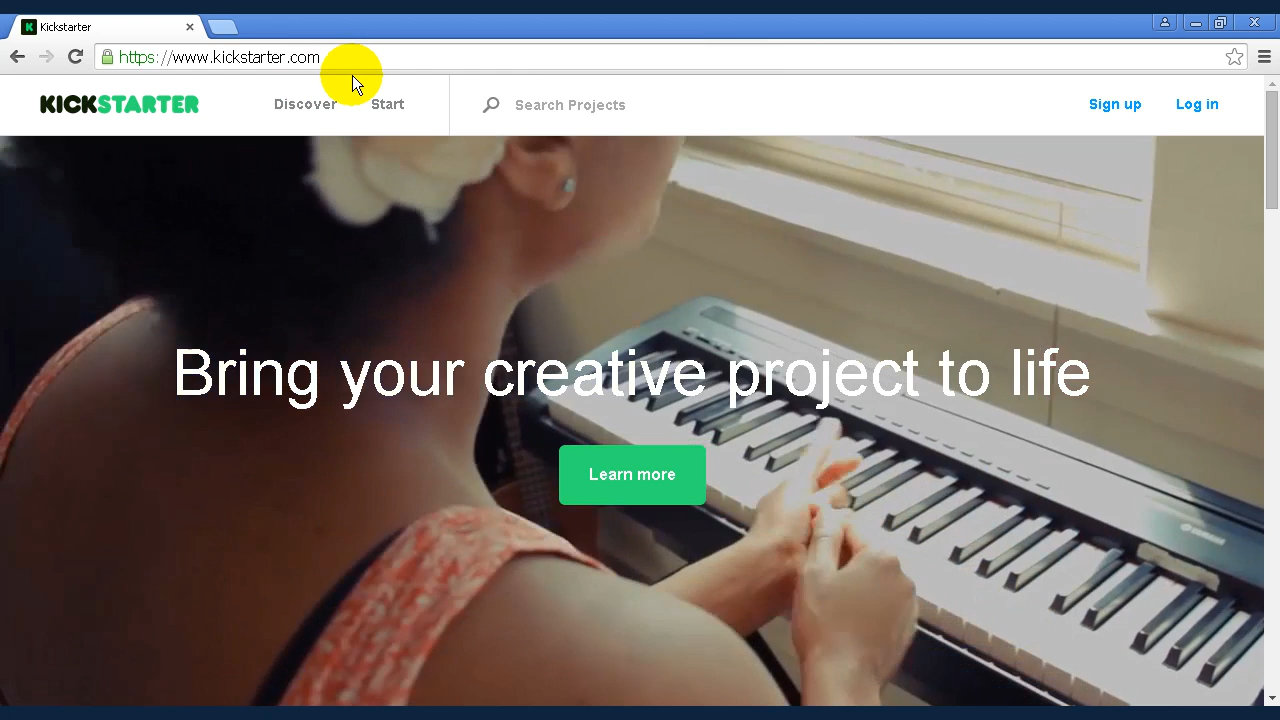 Kickstarter
https://www.kickstarter.com
KICKSTARTER
Discover
Start
Search Projects
Sign up
Log in
Bring your creative project to life
Learn more